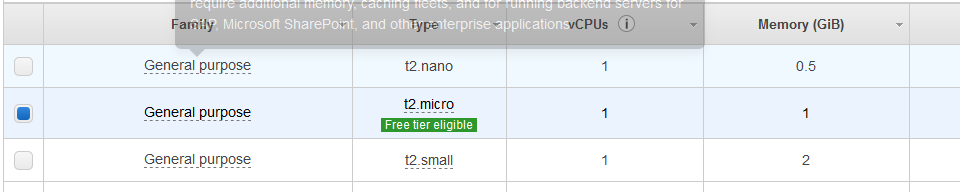 require additional memory, caching fleets, and for running backend servers for
SAP, Microsoft SharePoint, and other enterprise applications.
Family Type vCPUs Memory (GiB)
General purpose t2.nano 1 0.5
General purpose t2.micro 1 1
Free tier eligible
General purpose t2.small 1 2